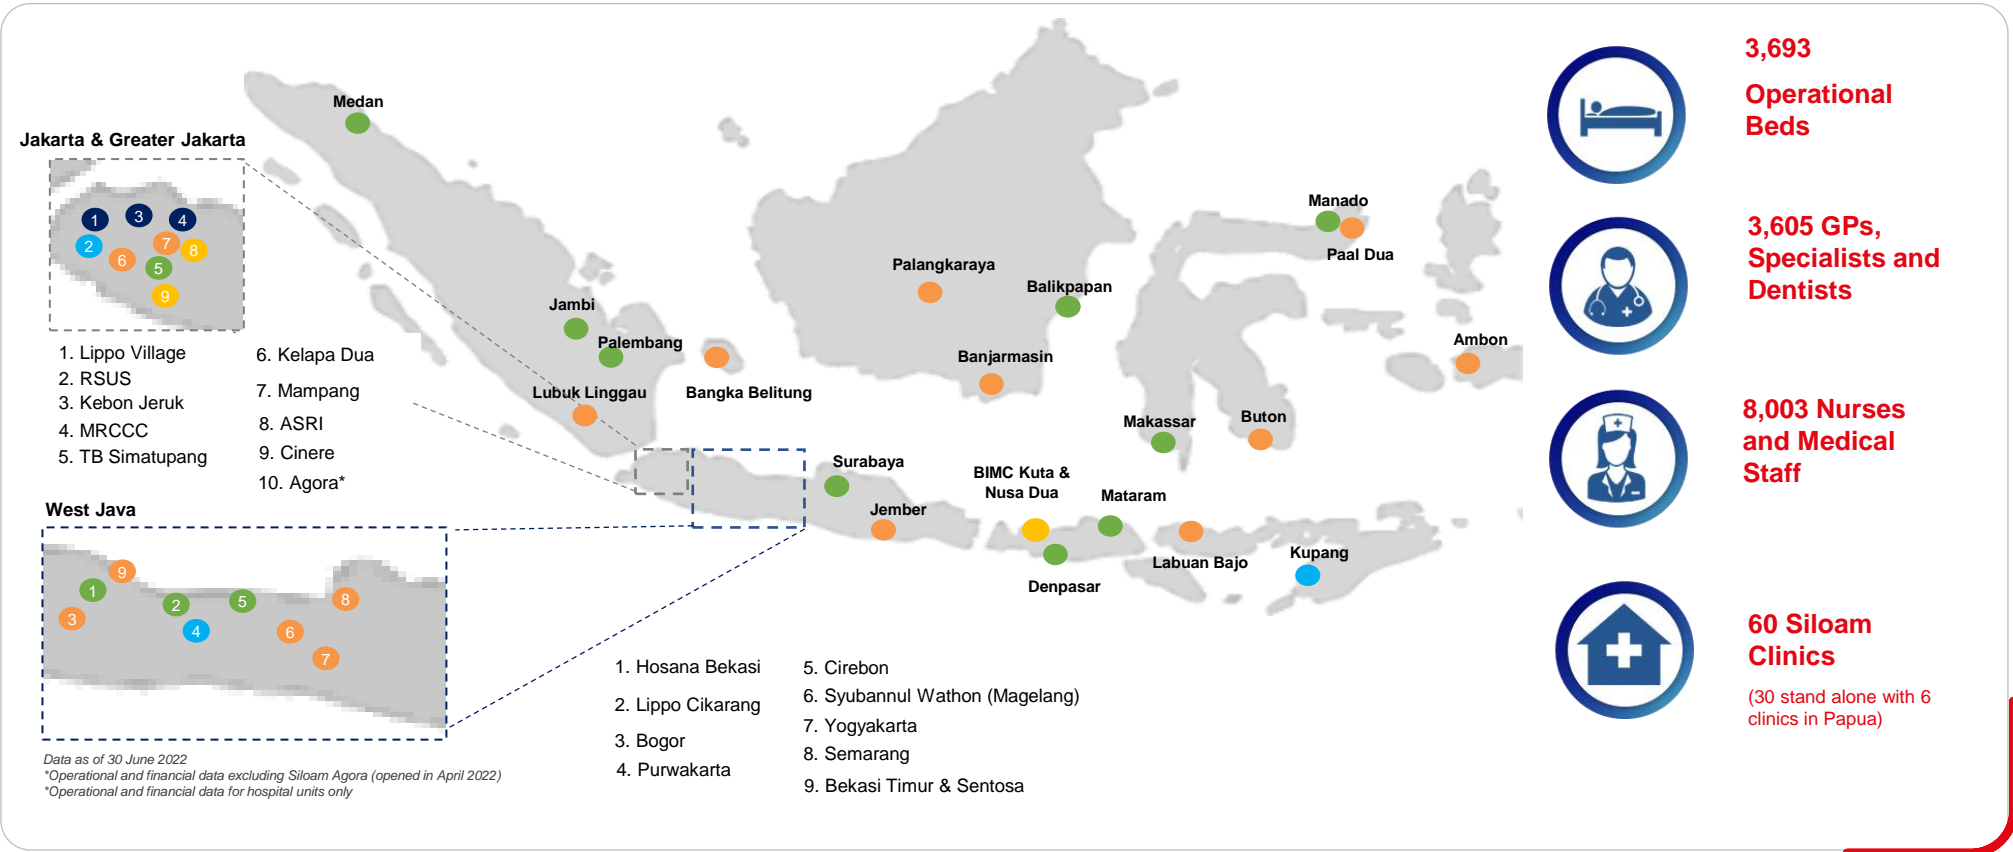 Jakarta & Greater Jakarta
1
3
4
2
7
8
6
5
9
1. Lippo Village
2. RSUS
3. Kebon Jeruk
4. MRCCC
5. TB Simatupang
6. Kelapa Dua
7. Mampang
8. ASRI
9. Cinere
10. Agora*
West Java
9
1
2
5
8
3
4
6
7
Data as of 30 June 2022
*Operational and financial data excluding Siloam Agora (opened in April 2022)
*Operational and financial data for hospital units only
Medan
Jambi
Palembang
Lubuk Linggau
Bangka Belitung
Palangkaraya
Balikpapan
Banjarmasin
Manado
Paal Dua
Ambon
Makassar
Buton
Surabaya
Jember
BIMC Kuta &
Nusa Dua
Mataram
Denpasar
Labuan Bajo
Kupang
1. Hosana Bekasi
2. Lippo Cikarang
3. Bogor
4. Purwakarta
5. Cirebon
6. Syubannul Wathon (Magelang)
7. Yogyakarta
8. Semarang
9. Bekasi Timur & Sentosa
3,693
Operational
Beds
3,605 GPs,
Specialists and
Dentists
8,003 Nurses
and Medical
Staff
60 Siloam
Clinics
(30 stand alone with 6
clinics in Papua)